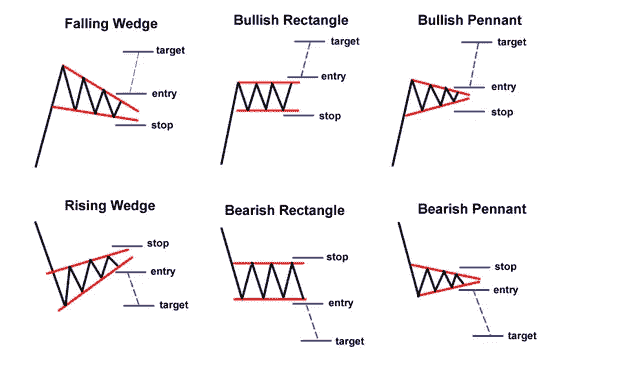 Falling Wedge
target
entry
stop
Bullish Rectangle
target
entry
stop
Bullish Pennant
target
entry
stop
Rising Wedge
stop
entry
target
Bearish Rectangle
stop
entry
target
Bearish Pennant
stop
entry
target